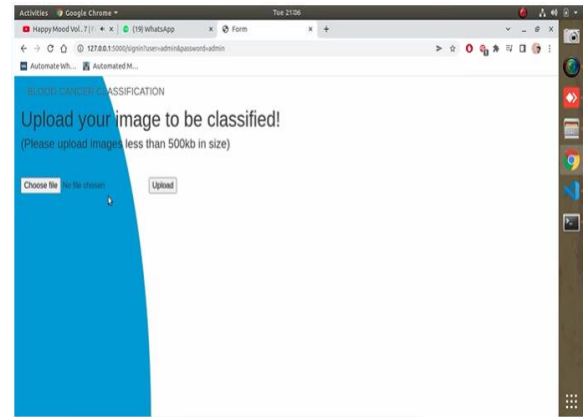 Activities Google Chrome Tue 21:06
Happy Mood Vol. 7 (19) WhatsApp Form
127.0.0.1:5000/signin?user=admin&password=admin
Automate Wh... Automated M...
BLOOD CANCER CLASSIFICATION
Upload your image to be classified!
(Please upload images less than 500kb in size)
Choose file No file chosen Upload